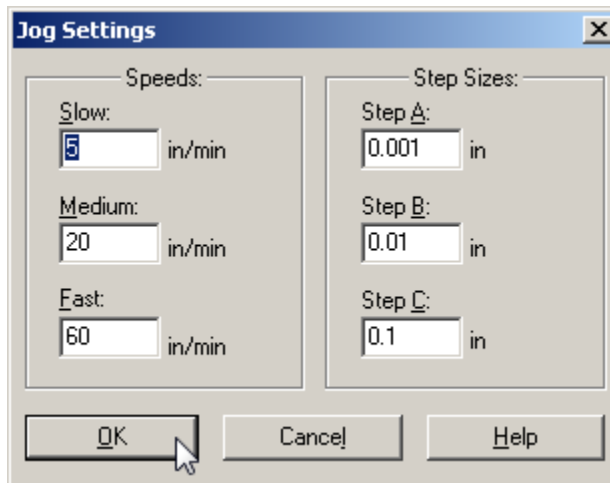 Jog Settings
Speeds:
Slow:
5 in/min
Medium:
20 in/min
Fast:
60 in/min
Step Sizes:
Step A:
0.001 in
Step B:
0.01 in
Step C:
0.1 in
OK Cancel Help